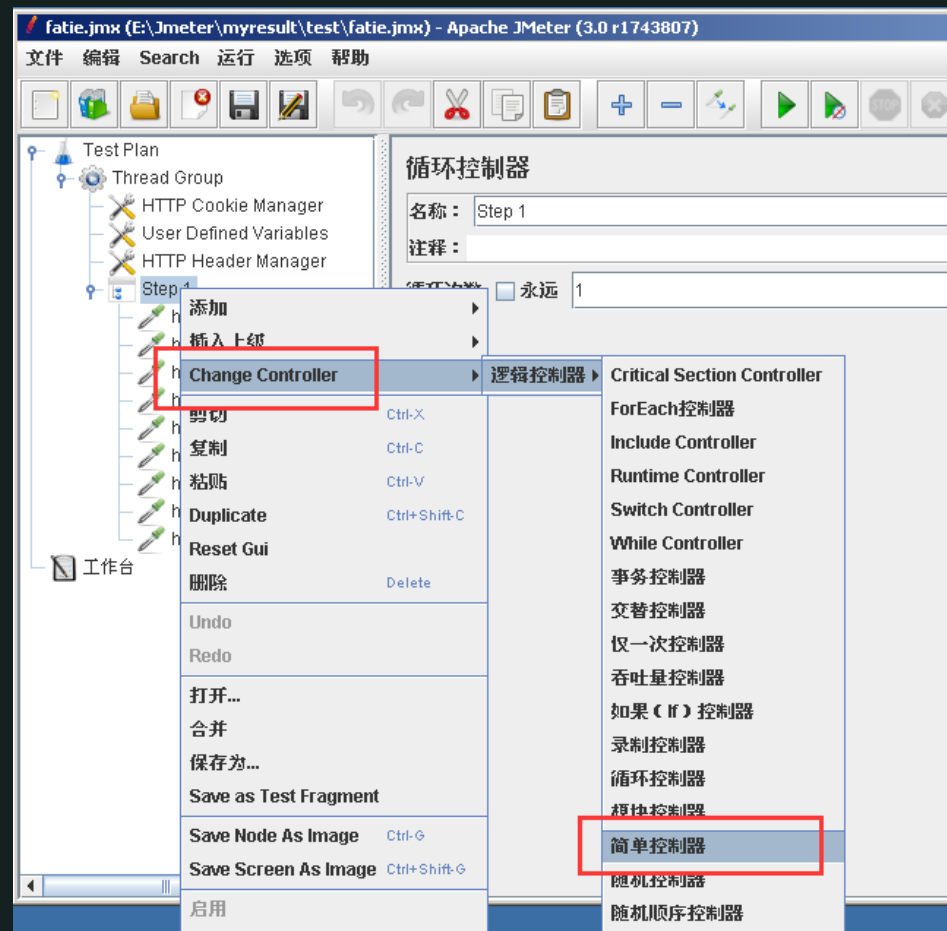 fatie.jmx (E:\Jmeter\myresult\test\fatie.jmx) - Apache JMeter (3.0 r1743807)
文件 编辑 Search 运行 选项 帮助
STOP
Test Plan
Thread Group
HTTP Cookie Manager
User Defined Variables
HTTP Header Manager
Step 1
h
h
h
h
h
h
h
h
h
工作台
循环控制器
名称： Step 1
注释：
循环次数 永远 1
添加
插入上级
Change Controller
剪切 Ctrl-X
复制 Ctrl-C
粘贴 Ctrl-V
Duplicate Ctrl+Shift-C
Reset Gui
删除 Delete
Undo
Redo
打开...
合并
保存为...
Save as Test Fragment
Save Node As Image Ctrl-G
Save Screen As Image Ctrl+Shift-G
启用
逻辑控制器
Critical Section Controller
ForEach控制器
Include Controller
Runtime Controller
Switch Controller
While Controller
事务控制器
交替控制器
仅一次控制器
吞吐量控制器
如果（If）控制器
录制控制器
循环控制器
模块控制器
简单控制器
随机控制器
随机顺序控制器